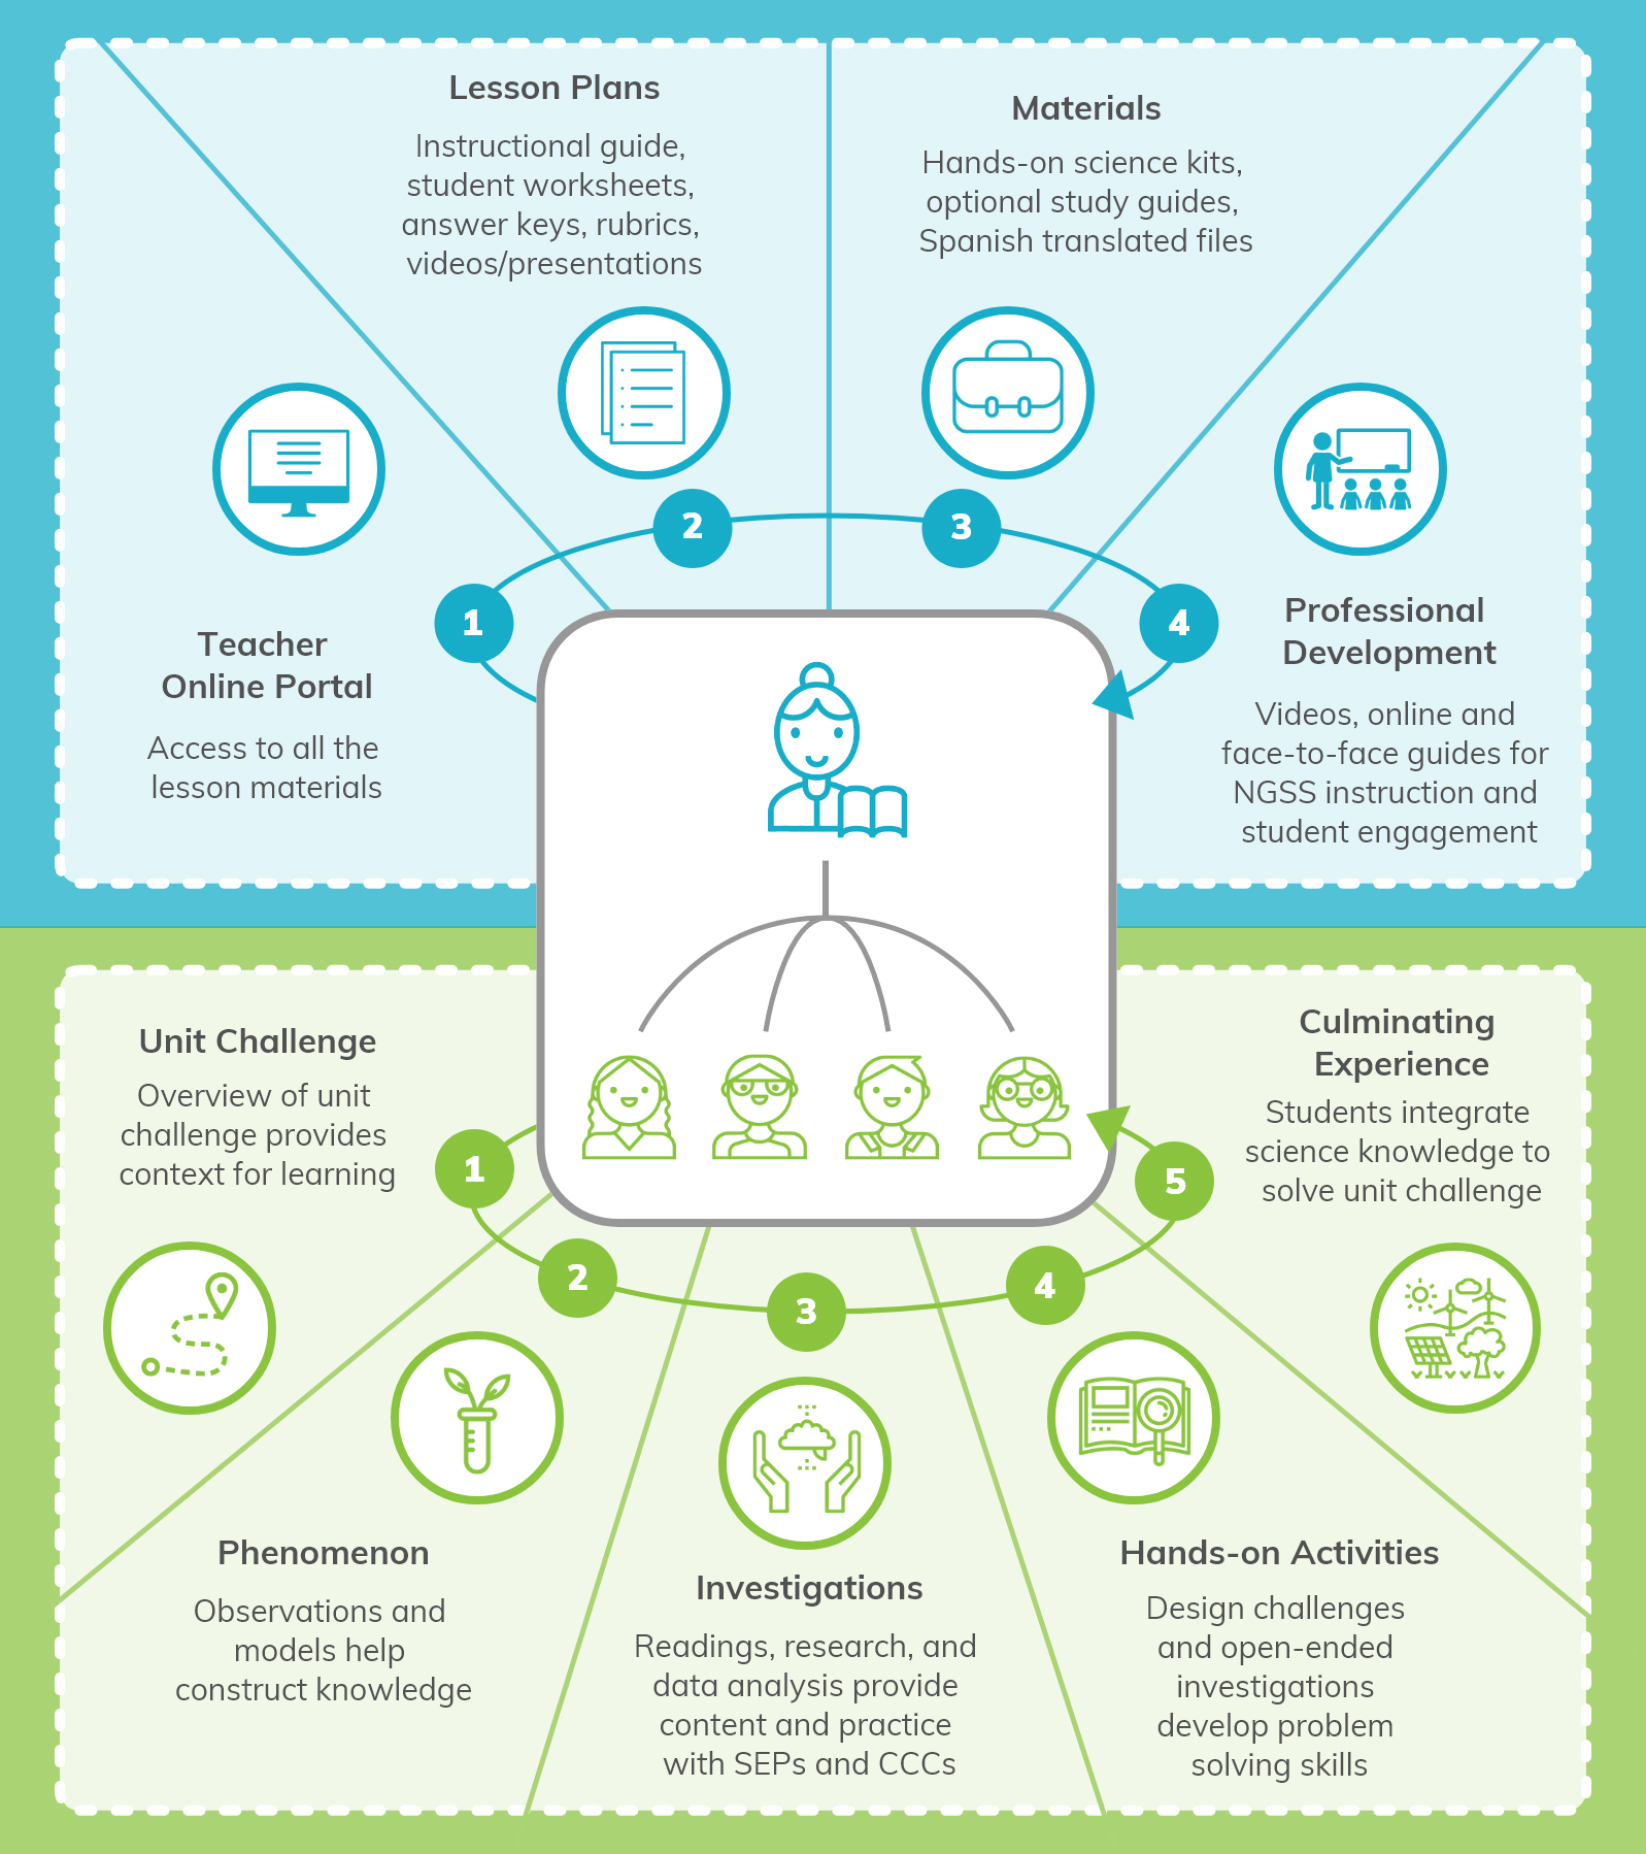 Lesson Plans
Instructional guide,
student worksheets,
answer keys, rubrics,
videos/presentations
Materials
Hands-on science kits,
optional study guides,
Spanish translated files
2
3
1
4
Teacher
Online Portal
Access to all the
lesson materials
Professional
Development
Videos, online and
face-to-face guides for
NGSS instruction and
student engagement
Unit Challenge
Overview of unit
challenge provides
context for learning
Culminating
Experience
Students integrate
science knowledge to
solve unit challenge
1
5
2
3
4
Phenomenon
Observations and
models help
construct knowledge
Investigations
Readings, research, and
data analysis provide
content and practice
with SEPs and CCCs
Hands-on Activities
Design challenges
and open-ended
investigations
develop problem
solving skills